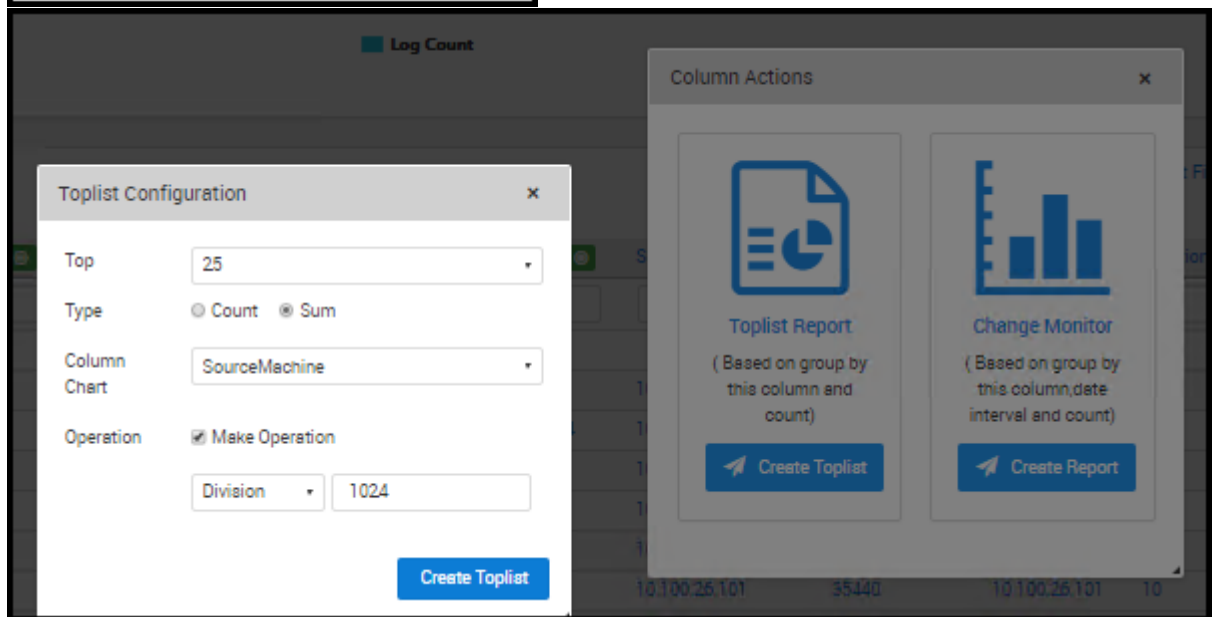 Log Count
Column Actions ×
Toplist Configuration ×
Top 25
Type Count Sum
Column Chart SourceMachine
Operation Make Operation
Division 1024
Create Toplist
Toplist Report
( Based on group by
this column and
count)
Create Toplist
Change Monitor
( Based on group by
this column,date
interval and count)
Create Report
10.100.26.101 35440 10.100.26.101 10